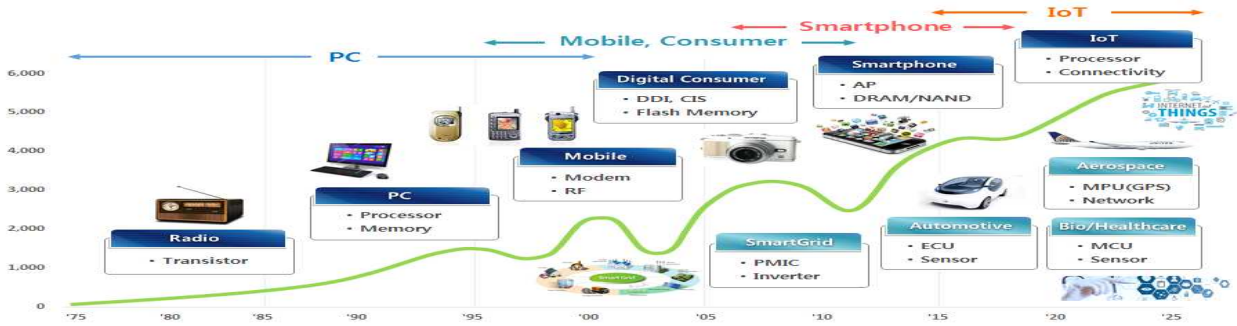 IoT
Smartphone
Mobile, Consumer
PC
6,000
5,000
4,000
3,000
2,000
1,000
0
Radio
• Transistor
PC
• Processor
• Memory
Mobile
• Modem
• RF
Digital Consumer
• DDI, CIS
• Flash Memory
Smartphone
• AP
• DRAM/NAND
IoT
• Processor
• Connectivity
INTERNET of
THINGS
SmartGrid
• PMIC
• Inverter
Automotive
• ECU
• Sensor
Aerospace
• MPU(GPS)
• Network
Bio/Healthcare
• MCU
• Sensor
Smart Grid
'75 '80 '85 '90 '95 '00 '05 '10 '15 '20 '25